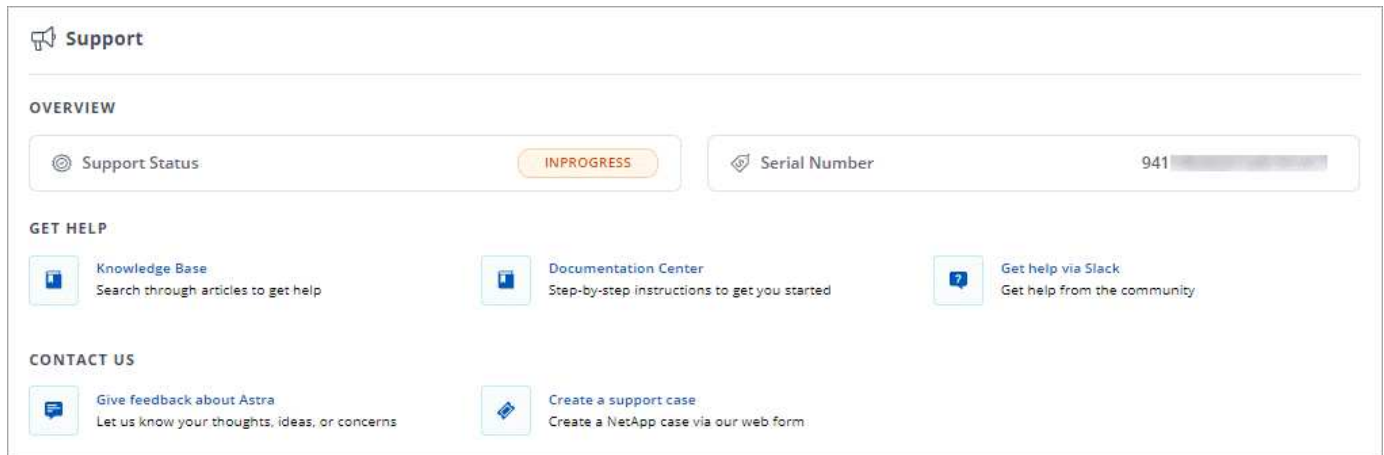 Support
OVERVIEW
Support Status INPROGRESS Serial Number 941
GET HELP
Knowledge Base Documentation Center Get help via Slack
Search through articles to get help Step-by-step instructions to get you started Get help from the community
CONTACT US
Give feedback about Astra Create a support case
Let us know your thoughts, ideas, or concerns Create a NetApp case via our web form